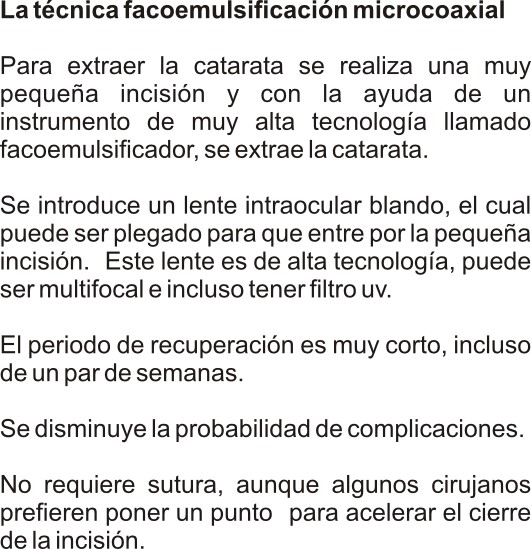 La técnica facoemulsificación microcoaxial
Para extraer la catarata se realiza una muy
pequeña incisión y con la ayuda de un
instrumento de muy alta tecnología llamado
facoemulsificador, se extrae la catarata.
Se introduce un lente intraocular blando, el cual
puede ser plegado para que entre por la pequeña
incisión. Este lente es de alta tecnología, puede
ser multifocal e incluso tener filtro uv.
El periodo de recuperación es muy corto, incluso
de un par de semanas.
Se disminuye la probabilidad de complicaciones.
No requiere sutura, aunque algunos cirujanos
prefieren poner un punto para acelerar el cierre
de la incisión.